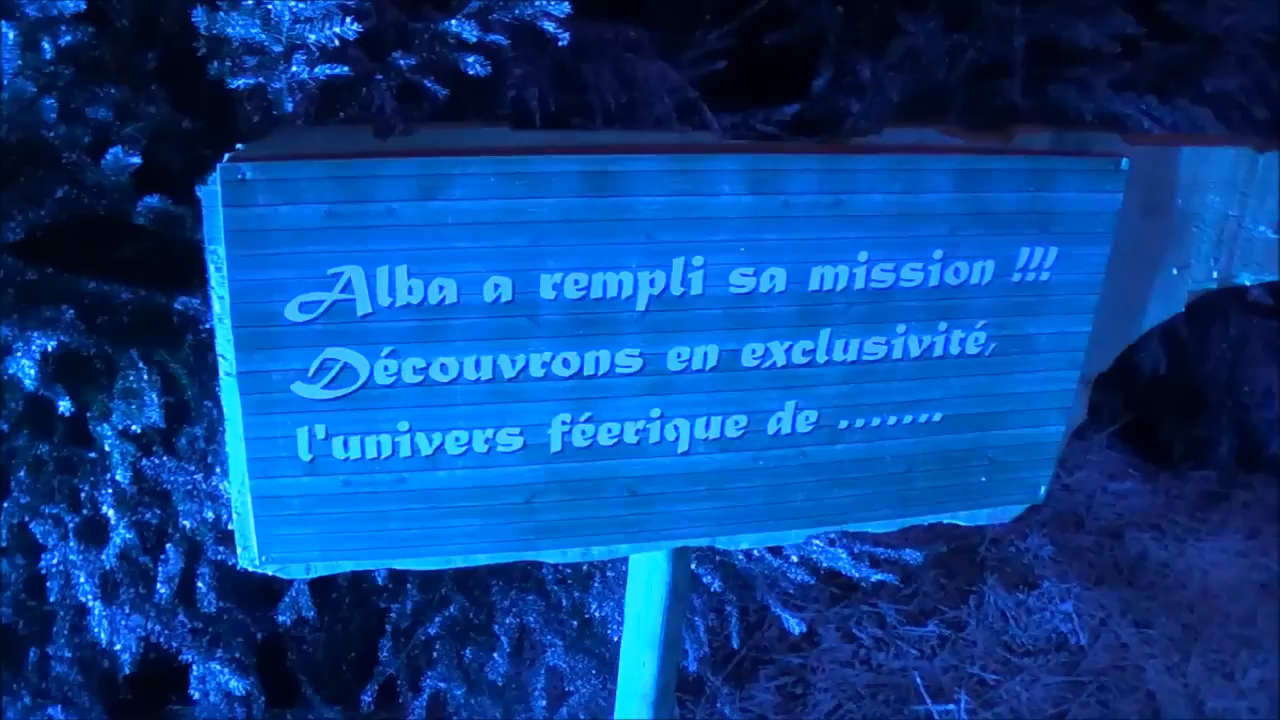 Alba a rempli sa mission !!!
Découvrons en exclusivité,
l'univers féerique de .......